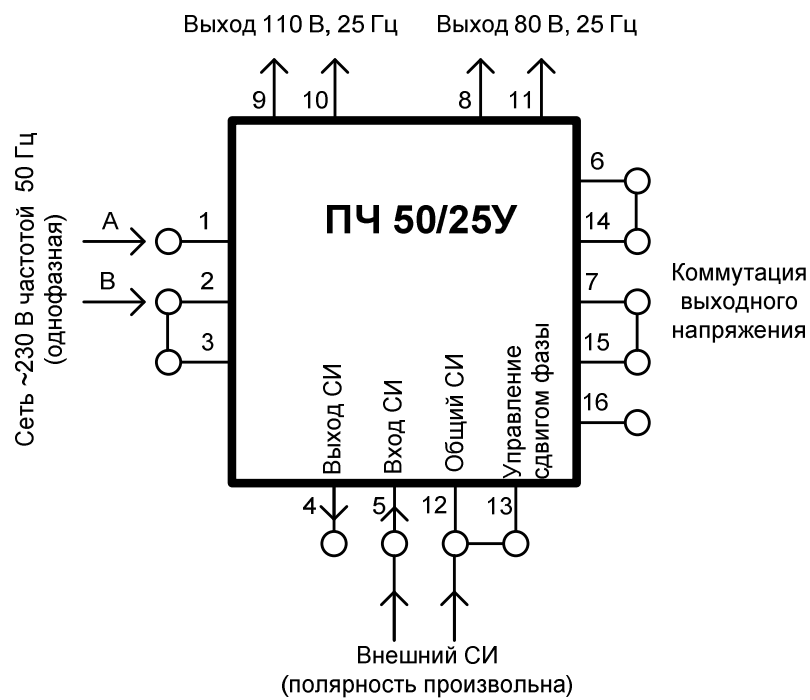 Выход 110 В, 25 Гц
Выход 80 В, 25 Гц
9
10
8
11
Сеть ~230 В частотой 50 Гц
(однофазная)
A
1
B
2
3
ПЧ 50/25У
6
14
7
15
16
Коммутация
выходного
напряжения
Выход СИ
Вход СИ
Общий СИ
Управление
сдвигом фазы
4
5
12
13
Внешний СИ
(полярность произвольна)